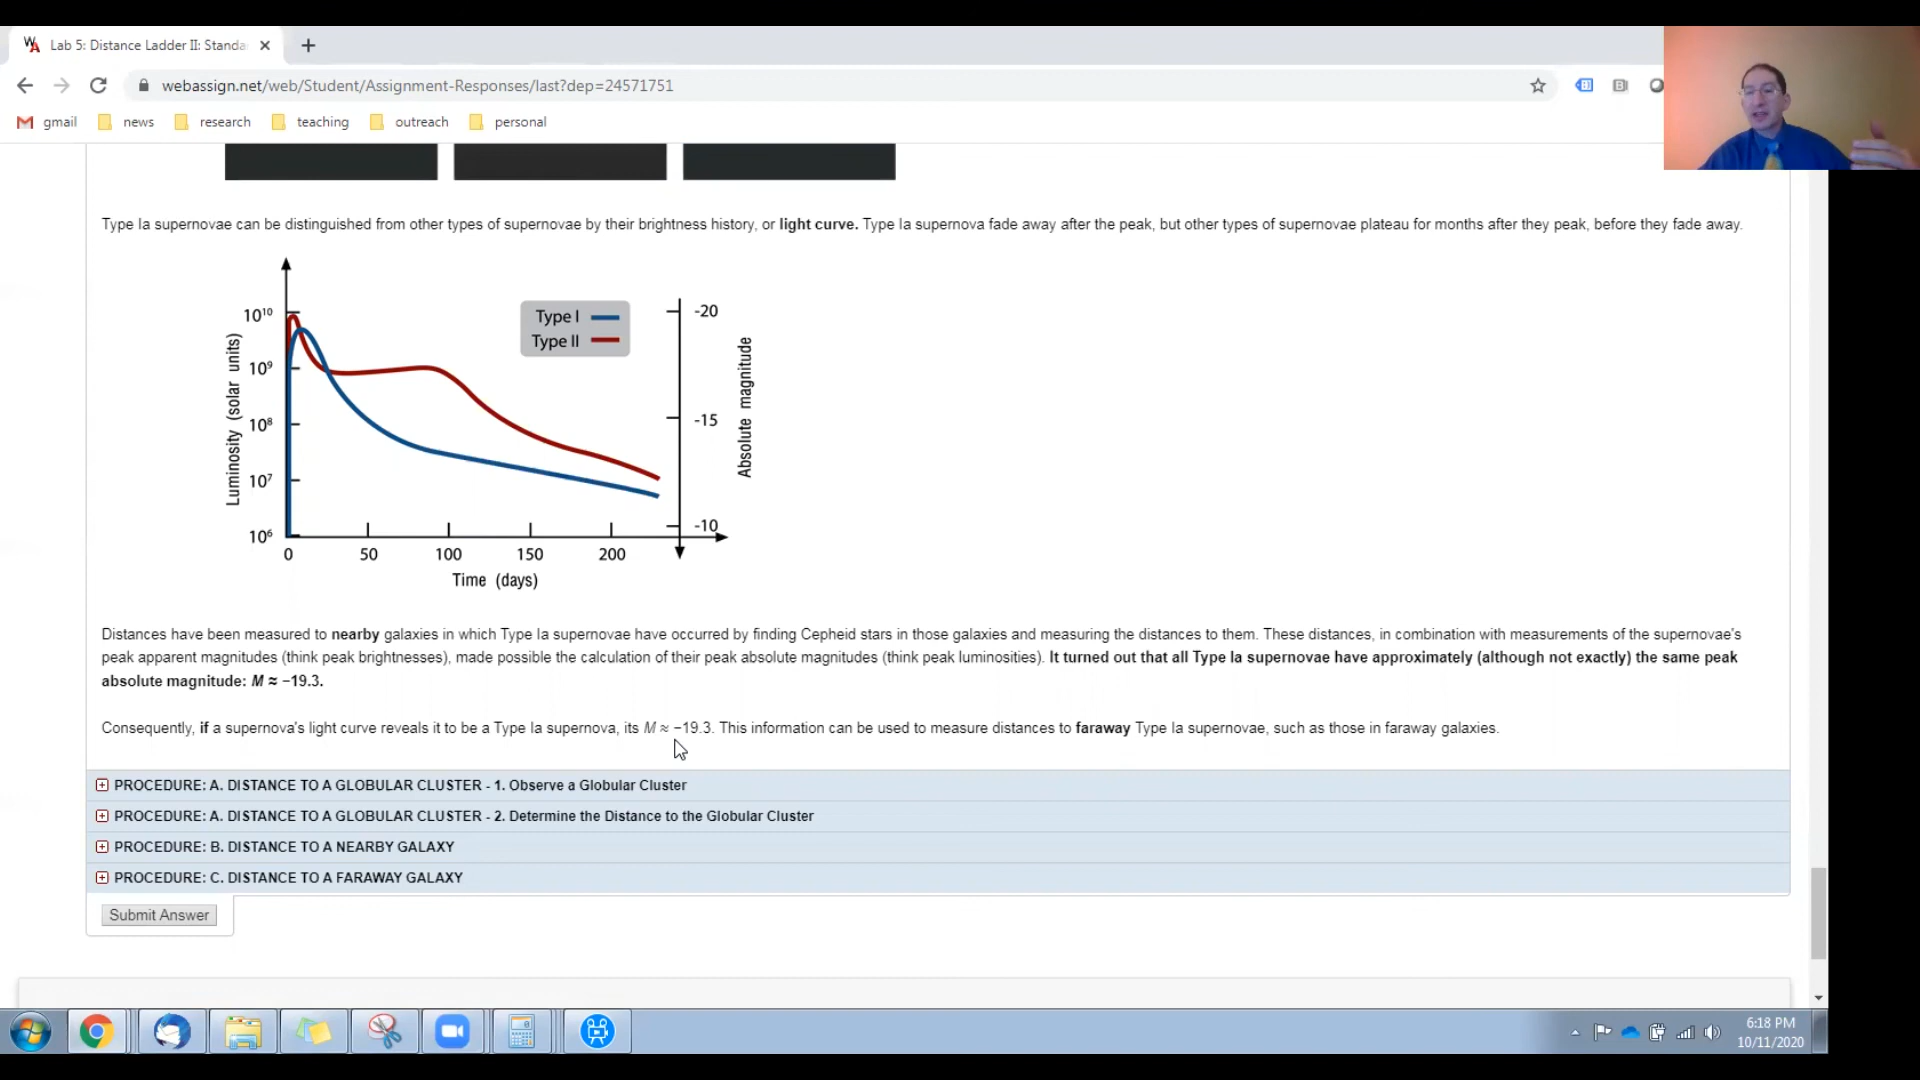 Lab 5: Distance Ladder II: Standa
webassign.net/web/Student/Assignment-Responses/last?dep=24571751
gmail
news
research
teaching
outreach
personal
Type Ia supernovae can be distinguished from other types of supernovae by their brightness history, or light curve. Type Ia supernova fade away after the peak, but other types of supernovae plateau for months after they peak, before they fade away.
Luminosity (solar units)
10¹⁰
10⁹
10⁸
10⁷
10⁶
Type I
Type II
-20
-15
-10
Absolute magnitude
0 50 100 150 200
Time (days)
Distances have been measured to nearby galaxies in which Type Ia supernovae have occurred by finding Cepheid stars in those galaxies and measuring the distances to them. These distances, in combination with measurements of the supernovae's
peak apparent magnitudes (think peak brightnesses), made possible the calculation of their peak absolute magnitudes (think peak luminosities). It turned out that all Type Ia supernovae have approximately (although not exactly) the same peak
absolute magnitude: M ≈ −19.3.
Consequently, if a supernova's light curve reveals it to be a Type Ia supernova, its M ≈ −19.3. This information can be used to measure distances to faraway Type Ia supernovae, such as those in faraway galaxies.
PROCEDURE: A. DISTANCE TO A GLOBULAR CLUSTER - 1. Observe a Globular Cluster
PROCEDURE: A. DISTANCE TO A GLOBULAR CLUSTER - 2. Determine the Distance to the Globular Cluster
PROCEDURE: B. DISTANCE TO A NEARBY GALAXY
PROCEDURE: C. DISTANCE TO A FARAWAY GALAXY
Submit Answer
6:18 PM
10/11/2020